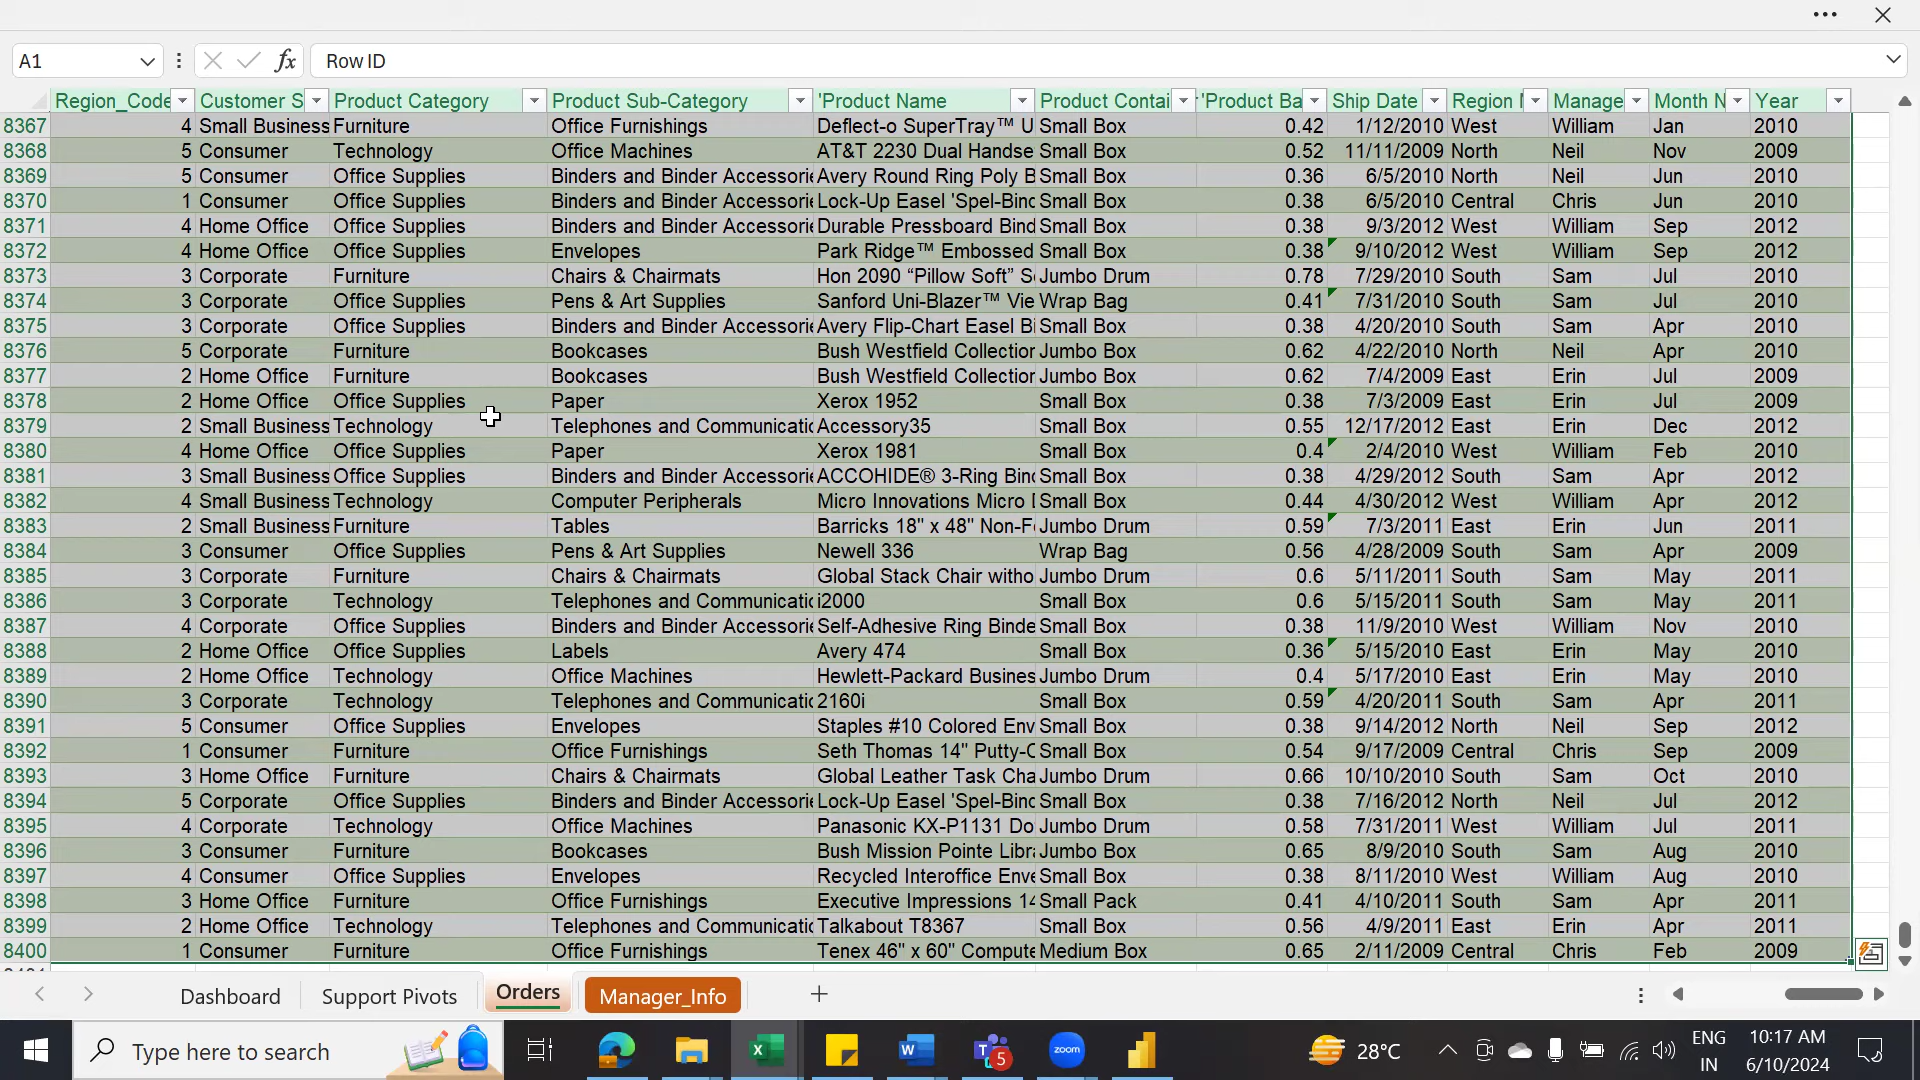 A1 fx Row ID
Region_Code Customer S Product Category Product Sub-Category 'Product Name Product Contai 'Product Ba Ship Date Region Manage Month N Year
8367 4 Small Business Furniture Office Furnishings Deflect-o SuperTray™ U Small Box 0.42 1/12/2010 West William Jan 2010
8368 5 Consumer Technology Office Machines AT&T 2230 Dual Handse Small Box 0.52 11/11/2009 North Neil Nov 2009
8369 5 Consumer Office Supplies Binders and Binder Accessorie Avery Round Ring Poly B Small Box 0.36 6/5/2010 North Neil Jun 2010
8370 1 Consumer Office Supplies Binders and Binder Accessorie Lock-Up Easel 'Spel-Binc Small Box 0.38 6/5/2010 Central Chris Jun 2010
8371 4 Home Office Office Supplies Binders and Binder Accessorie Durable Pressboard Bind Small Box 0.38 9/3/2012 West William Sep 2012
8372 4 Home Office Office Supplies Envelopes Park Ridge™ Embossed Small Box 0.38 9/10/2012 West William Sep 2012
8373 3 Corporate Furniture Chairs & Chairmats Hon 2090 “Pillow Soft” S Jumbo Drum 0.78 7/29/2010 South Sam Jul 2010
8374 3 Corporate Office Supplies Pens & Art Supplies Sanford Uni-Blazer™ Vie Wrap Bag 0.41 7/31/2010 South Sam Jul 2010
8375 3 Corporate Office Supplies Binders and Binder Accessorie Avery Flip-Chart Easel Bi Small Box 0.38 4/20/2010 South Sam Apr 2010
8376 5 Corporate Furniture Bookcases Bush Westfield Collection Jumbo Box 0.62 4/22/2010 North Neil Apr 2010
8377 2 Home Office Furniture Bookcases Bush Westfield Collection Jumbo Box 0.62 7/4/2009 East Erin Jul 2009
8378 2 Home Office Office Supplies Paper Xerox 1952 Small Box 0.38 7/3/2009 East Erin Jul 2009
8379 2 Small Business Technology Telephones and Communicatic Accessory35 Small Box 0.55 12/17/2012 East Erin Dec 2012
8380 4 Home Office Office Supplies Paper Xerox 1981 Small Box 0.4 2/4/2010 West William Feb 2010
8381 3 Small Business Office Supplies Binders and Binder Accessorie ACCOHIDE® 3-Ring Binc Small Box 0.38 4/29/2012 South Sam Apr 2012
8382 4 Small Business Technology Computer Peripherals Micro Innovations Micro Small Box 0.44 4/30/2012 West William Apr 2012
8383 2 Small Business Furniture Tables Barricks 18" x 48" Non-F Jumbo Drum 0.59 7/3/2011 East Erin Jun 2011
8384 3 Consumer Office Supplies Pens & Art Supplies Newell 336 Wrap Bag 0.56 4/28/2009 South Sam Apr 2009
8385 3 Corporate Furniture Chairs & Chairmats Global Stack Chair witho Jumbo Drum 0.6 5/11/2011 South Sam May 2011
8386 3 Corporate Technology Telephones and Communicatic i2000 Small Box 0.6 5/15/2011 South Sam May 2011
8387 4 Corporate Office Supplies Binders and Binder Accessorie Self-Adhesive Ring Binde Small Box 0.38 11/9/2010 West William Nov 2010
8388 2 Home Office Office Supplies Labels Avery 474 Small Box 0.36 5/15/2010 East Erin May 2010
8389 2 Home Office Technology Office Machines Hewlett-Packard Busines Jumbo Drum 0.4 5/17/2010 East Erin May 2010
8390 3 Corporate Technology Telephones and Communicatic 2160i Small Box 0.59 4/20/2011 South Sam Apr 2011
8391 5 Consumer Office Supplies Envelopes Staples #10 Colored Env Small Box 0.38 9/14/2012 North Neil Sep 2012
8392 1 Consumer Furniture Office Furnishings Seth Thomas 14" Putty-C Small Box 0.54 9/17/2009 Central Chris Sep 2009
8393 3 Home Office Furniture Chairs & Chairmats Global Leather Task Cha Jumbo Drum 0.66 10/10/2010 South Sam Oct 2010
8394 5 Corporate Office Supplies Binders and Binder Accessorie Lock-Up Easel 'Spel-Binc Small Box 0.38 7/16/2012 North Neil Jul 2012
8395 4 Corporate Technology Office Machines Panasonic KX-P1131 Do Jumbo Drum 0.58 7/31/2011 West William Jul 2011
8396 3 Consumer Furniture Bookcases Bush Mission Pointe Libr Jumbo Box 0.65 8/9/2010 South Sam Aug 2010
8397 4 Consumer Office Supplies Envelopes Recycled Interoffice Enve Small Box 0.38 8/11/2010 West William Aug 2010
8398 3 Home Office Furniture Office Furnishings Executive Impressions 14 Small Pack 0.41 4/10/2011 South Sam Apr 2011
8399 2 Home Office Technology Telephones and Communicatic Talkabout T8367 Small Box 0.56 4/9/2011 East Erin Apr 2011
8400 1 Consumer Furniture Office Furnishings Tenex 46" x 60" Compute Medium Box 0.65 2/11/2009 Central Chris Feb 2009
Dashboard Support Pivots Orders Manager_Info
Type here to search 5 zoom 28°C ENG 10:17 AM
IN 6/10/2024